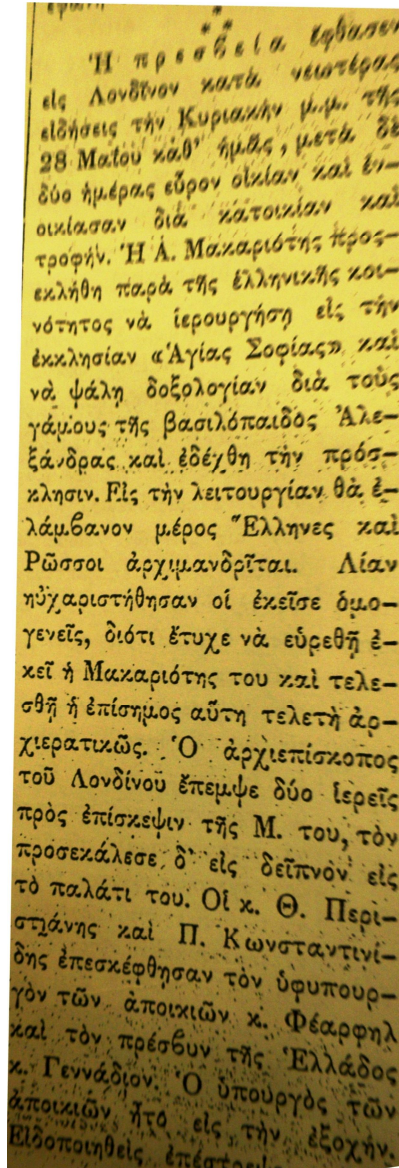 Ἡ πρεσβεία ἔφθασεν
εἰς Λονδῖνον κατὰ νεωτέρας
εἰδήσεις τὴν Κυριακὴν μ.μ. τῆς
28 Μαΐου καθ' ἡμᾶς, μετὰ δὲ
δύο ἡμέρας εὗρον οἰκίαν καὶ ἐν-
οικίασαν διὰ κατοικίαν καὶ
τροφήν. Ἡ Α. Μακαριότης προσ-
εκλήθη παρὰ τῆς ἑλληνικῆς κοι-
νότητος νὰ ἱερουργήσῃ εἰς τὴν
ἐκκλησίαν «Ἁγίας Σοφίας» καὶ
νὰ ψάλῃ δοξολογίαν διὰ τοὺς
γάμους τῆς βασιλόπαιδος Ἀλε-
ξάνδρας καὶ ἐδέχθη τὴν πρόσ-
κλησιν. Εἰς τὴν λειτουργίαν θὰ ἐ-
λάμβανον μέρος Ἕλληνες καὶ
Ρῶσσοι ἀρχιμανδρῖται. Λίαν
ηὐχαριστήθησαν οἱ ἐκεῖσε ὁμο-
γενεῖς, διότι ἔτυχε νὰ εὑρεθῇ ἐ-
κεῖ ἡ Μακαριότης του καὶ τελε-
σθῇ ἡ ἐπίσημος αὕτη τελετὴ ἀρ-
χιερατικῶς. Ὁ ἀρχιεπίσκοπος
τοῦ Λονδίνου ἔπεμψε δύο ἱερεῖς
πρὸς ἐπίσκεψιν τῆς Μ. του, τὸν
προσεκάλεσε δ' εἰς δεῖπνον εἰς
τὸ παλάτι του. Οἱ κ. Θ. Περι-
στιάνης καὶ Π. Κωνσταντινί-
δης ἐπεσκέφθησαν τὸν ὑφυπουρ-
γὸν τῶν ἀποικιῶν κ. Φέαρφηλ
καὶ τὸν πρέσβυν τῆς Ἑλλάδος
κ. Γεννάδιον. Ὁ ὑπουργὸς τῶν
ἀποικιῶν ἦτο εἰς τὴν ἐξοχήν.
Εἰδοποιηθεὶς